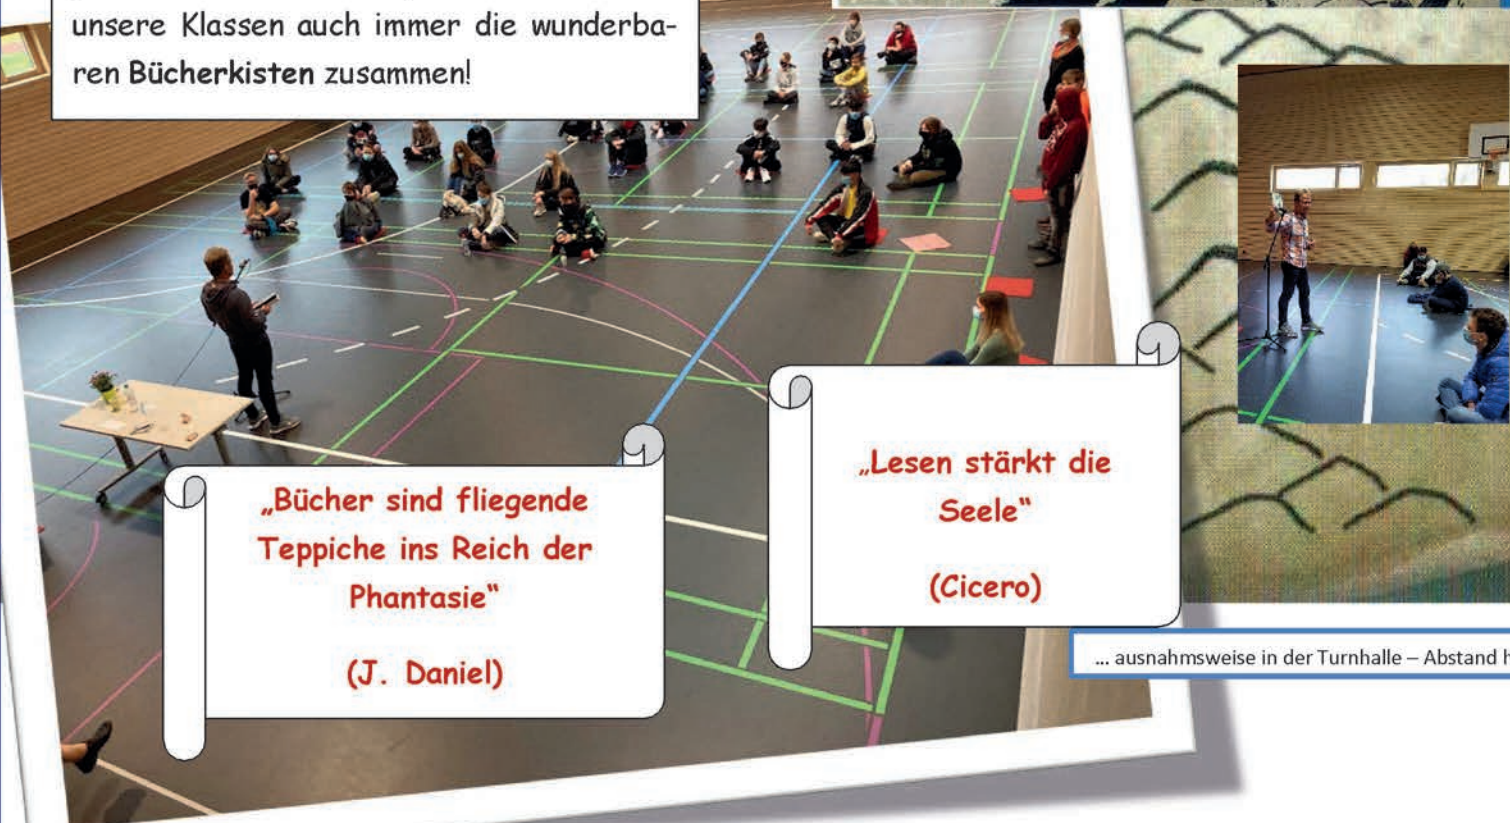 unsere Klassen auch immer die wunderba-
ren Bücherkisten zusammen!
„Lesen stärkt die
Seele“
(Cicero)
„Bücher sind fliegende
Teppiche ins Reich der
Phantasie“
(J. Daniel)
... ausnahmsweise in der Turnhalle – Abstand